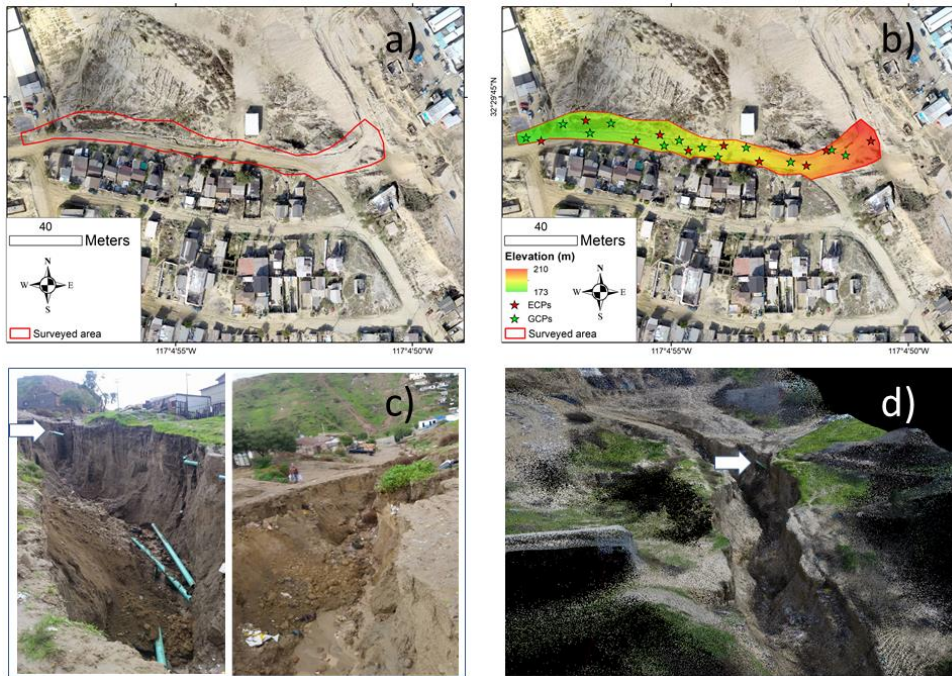 a)
40
Meters
N
W E
S
Surveyed area
117°4'55"W
117°4'50"W
b)
32°29'45"N
40
Meters
Elevation (m)
210
173
ECPs
GCPs
N
W E
S
Surveyed area
117°4'55"W
117°4'50"W
c)
d)